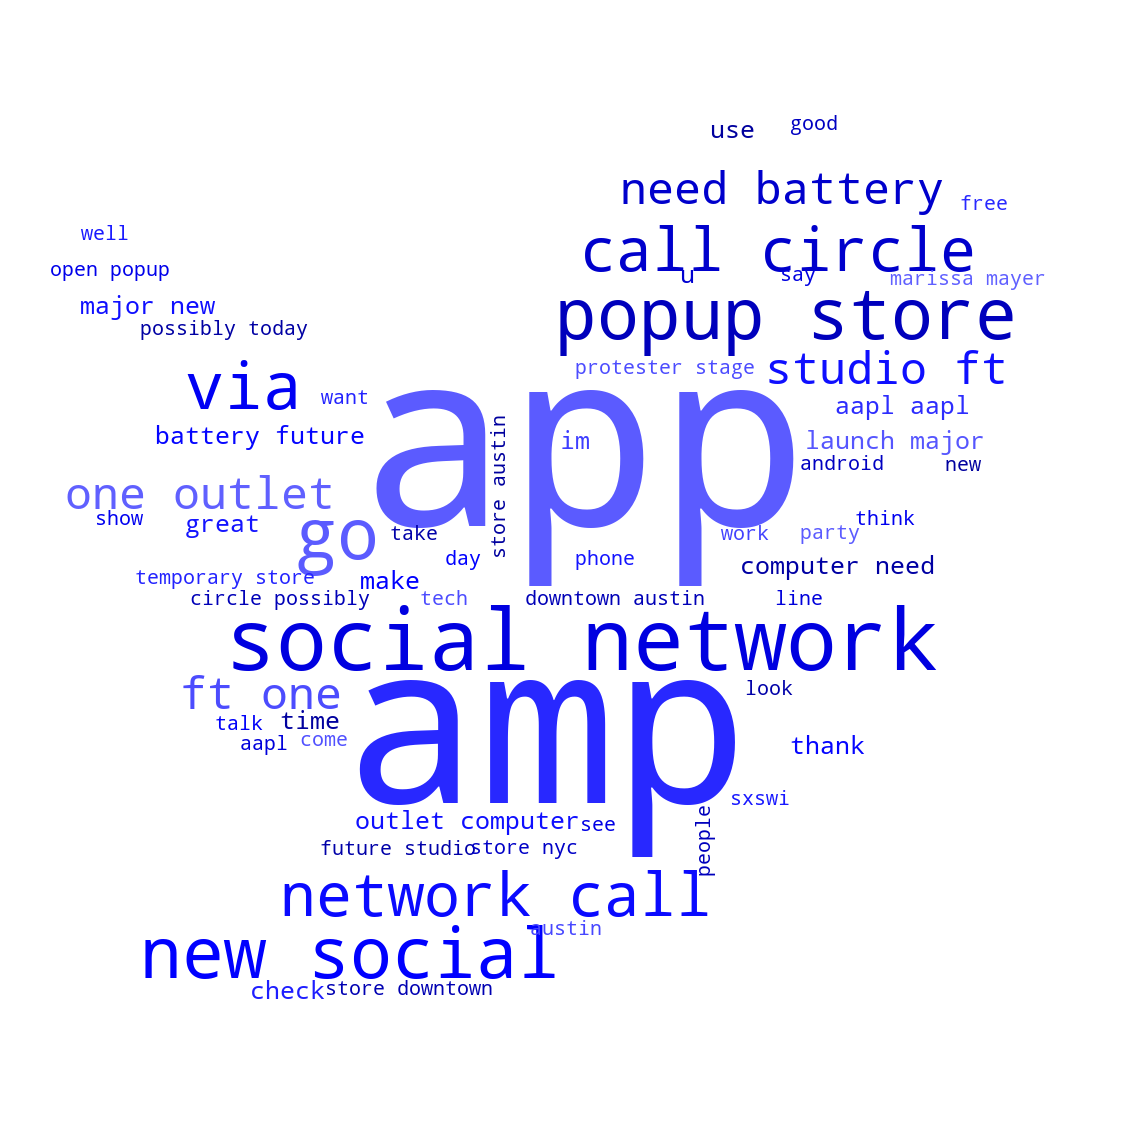 good
use
need battery
free
well
call circle
open popup
u
say
marissa mayer
major new
popup store
possibly today
protester stage
studio ft
via
want
app
aapl aapl
battery future
im
launch major
android
new
one outlet
store austin
show
great
go
take
think
work
party
day
phone
computer need
temporary store
make
circle possibly
tech
downtown austin
line
social network
ft one
look
amp
talk
time
aapl
come
thank
sxswi
outlet computer
see
people
future studio
store nyc
network call
austin
new social
check
store downtown